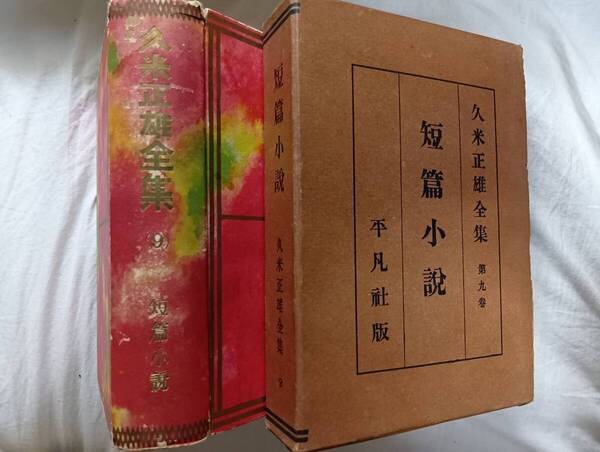 久米正雄全集
(9)
短篇小説
短篇小説
久米正雄全集
9
久米正雄全集 第九卷
短篇小説
平凡社版